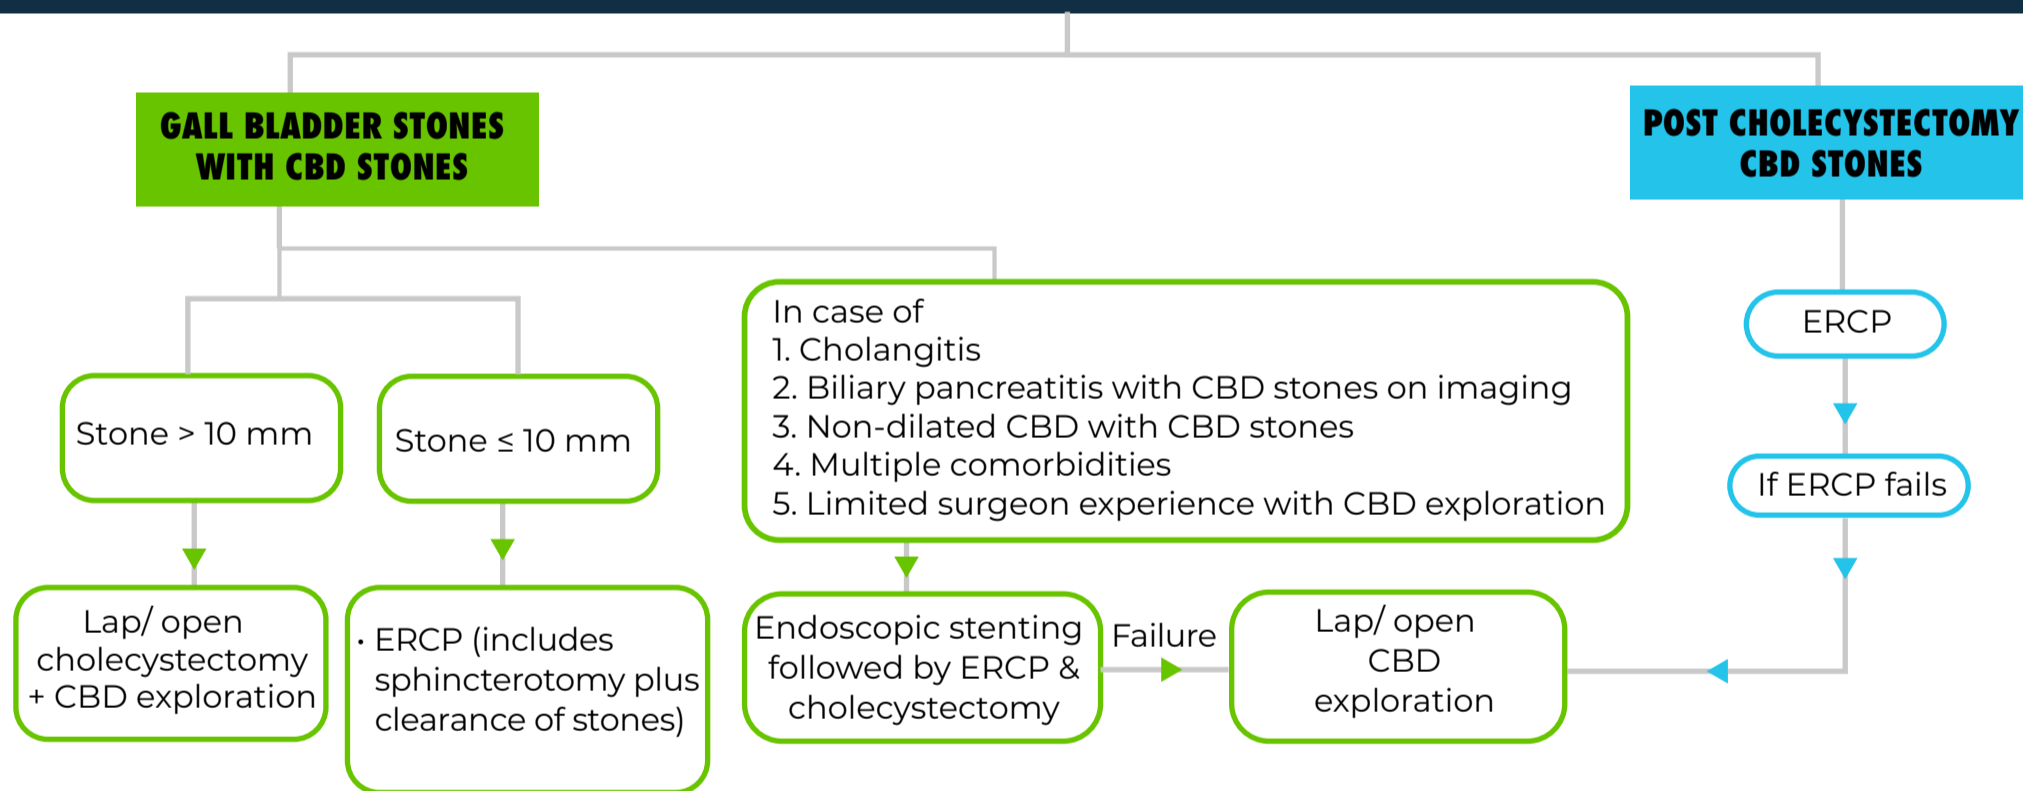 GALL BLADDER STONES
WITH CBD STONES
POST CHOLECYSTECTOMY
CBD STONES
Stone > 10 mm
Stone ≤ 10 mm
In case of
1. Cholangitis
2. Biliary pancreatitis with CBD stones on imaging
3. Non-dilated CBD with CBD stones
4. Multiple comorbidities
5. Limited surgeon experience with CBD exploration
ERCP
If ERCP fails
Lap/ open
cholecystectomy
+ CBD exploration
· ERCP (includes
sphincterotomy plus
clearance of stones)
Endoscopic stenting
followed by ERCP &
cholecystectomy
Failure
Lap/ open
CBD
exploration